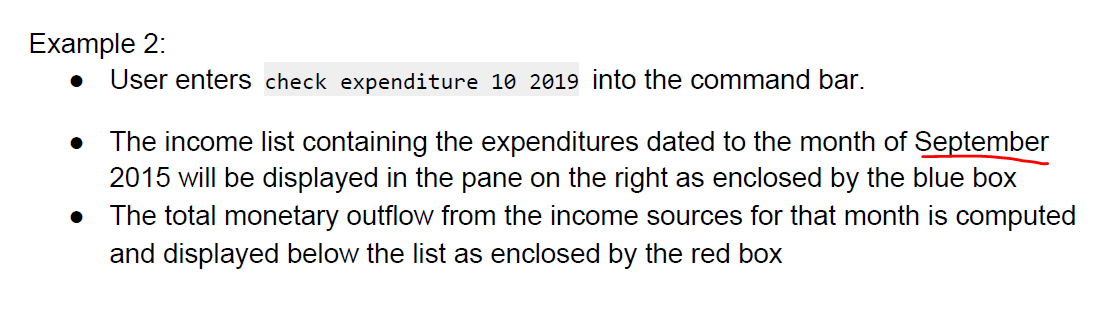 Example 2:
● User enters check expenditure 10 2019 into the command bar.
● The income list containing the expenditures dated to the month of September
2015 will be displayed in the pane on the right as enclosed by the blue box
● The total monetary outflow from the income sources for that month is computed
and displayed below the list as enclosed by the red box